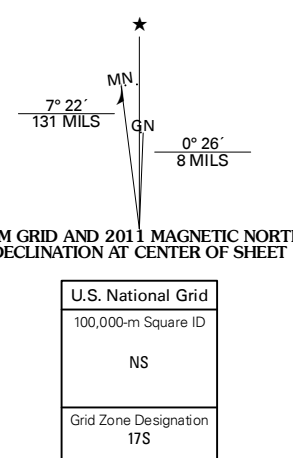 ★
MN
7° 22´
131 MILS
GN
0° 26´
8 MILS
M GRID AND 2011 MAGNETIC NORTH
DECLINATION AT CENTER OF SHEET
U.S. National Grid
100,000-m Square ID
NS
Grid Zone Designation
17S